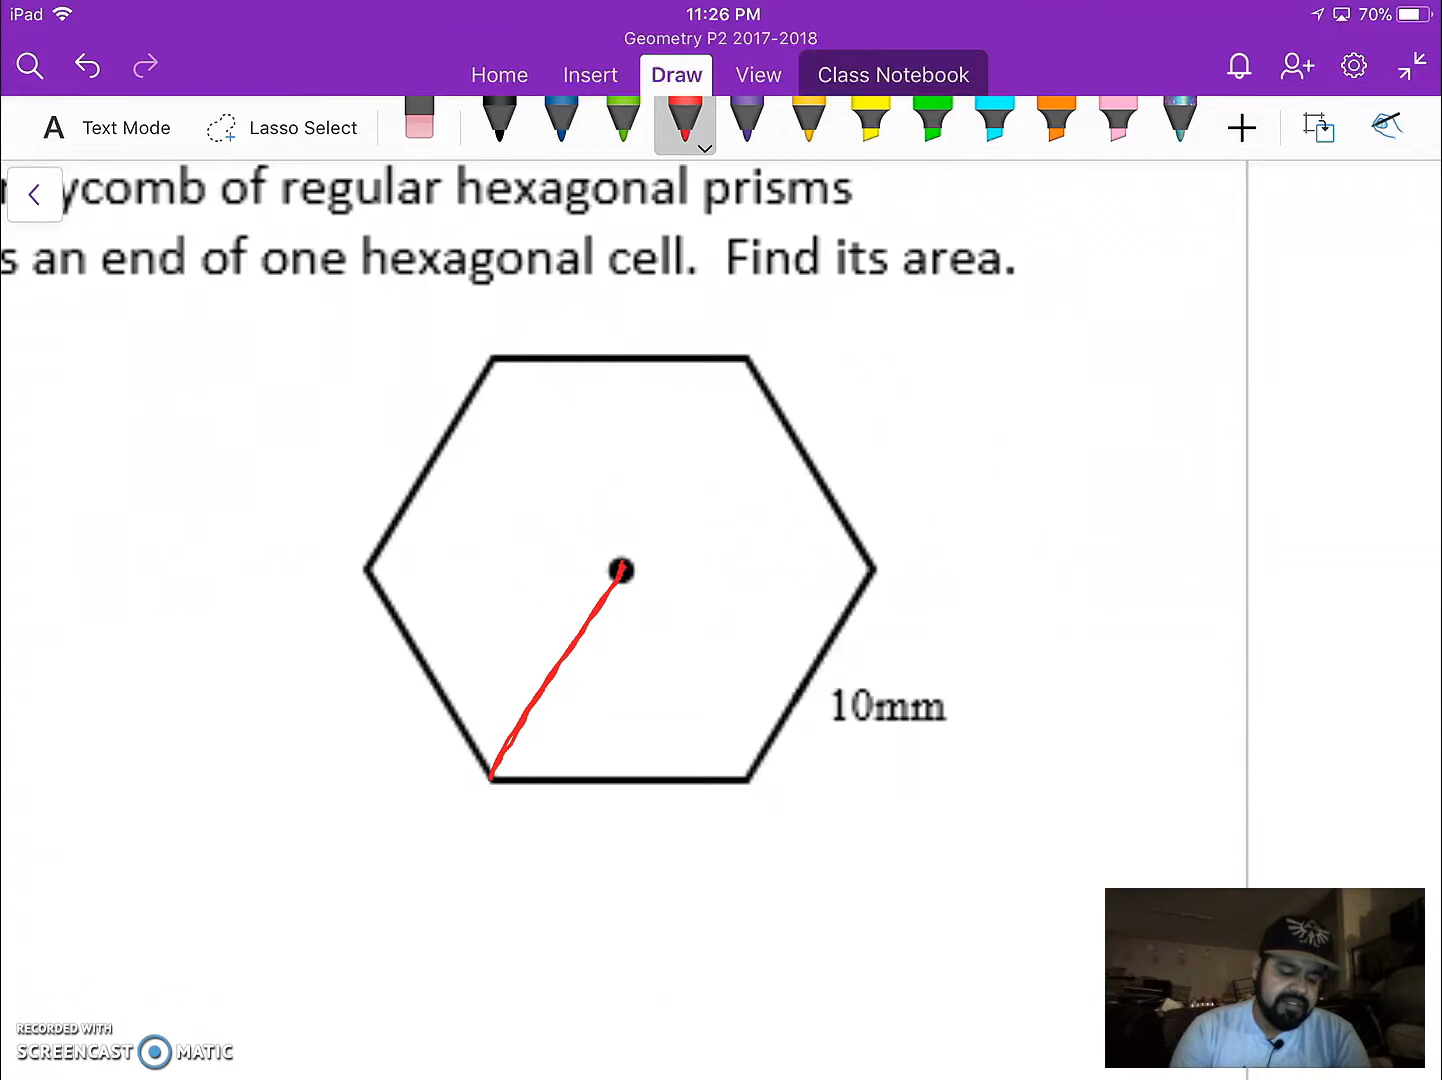 iPad
11:26 PM
70%
Geometry P2 2017-2018
Home Insert Draw View Class Notebook
A Text Mode Lasso Select
ycomb of regular hexagonal prisms
s an end of one hexagonal cell. Find its area.
10mm
RECORDED WITH
SCREENCAST MATIC